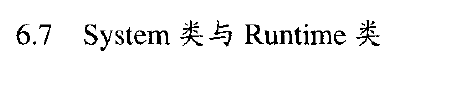 6.7 System 类与 Runtime 类